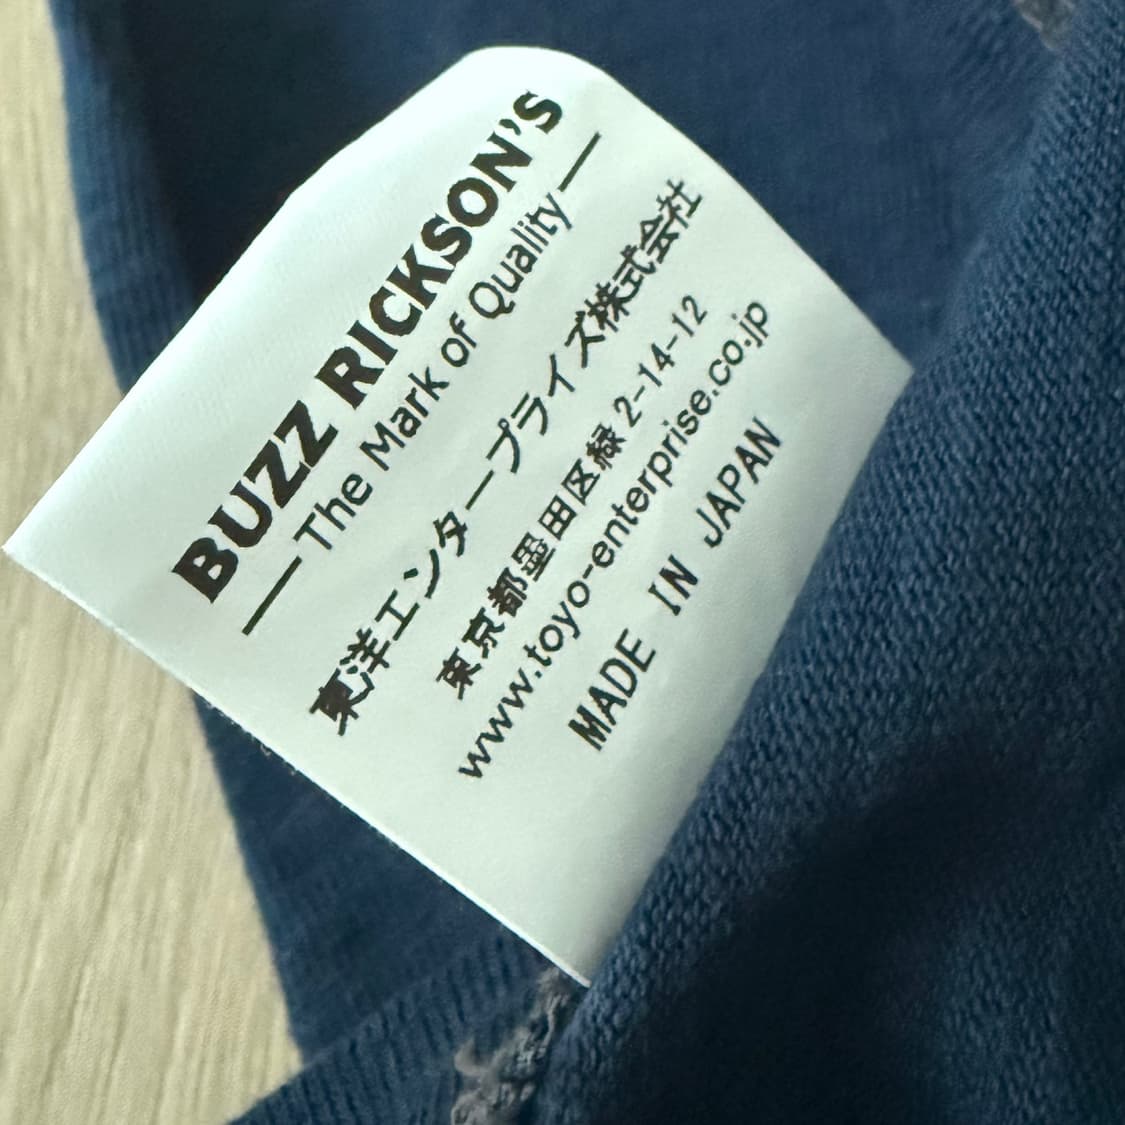 BUZZ RICKSON'S
—The Mark of Quality—
東洋エンタープライズ株式会社
東京都墨田区緑 2-14-12
www.toyo-enterprise.co.jp
MADE IN JAPAN